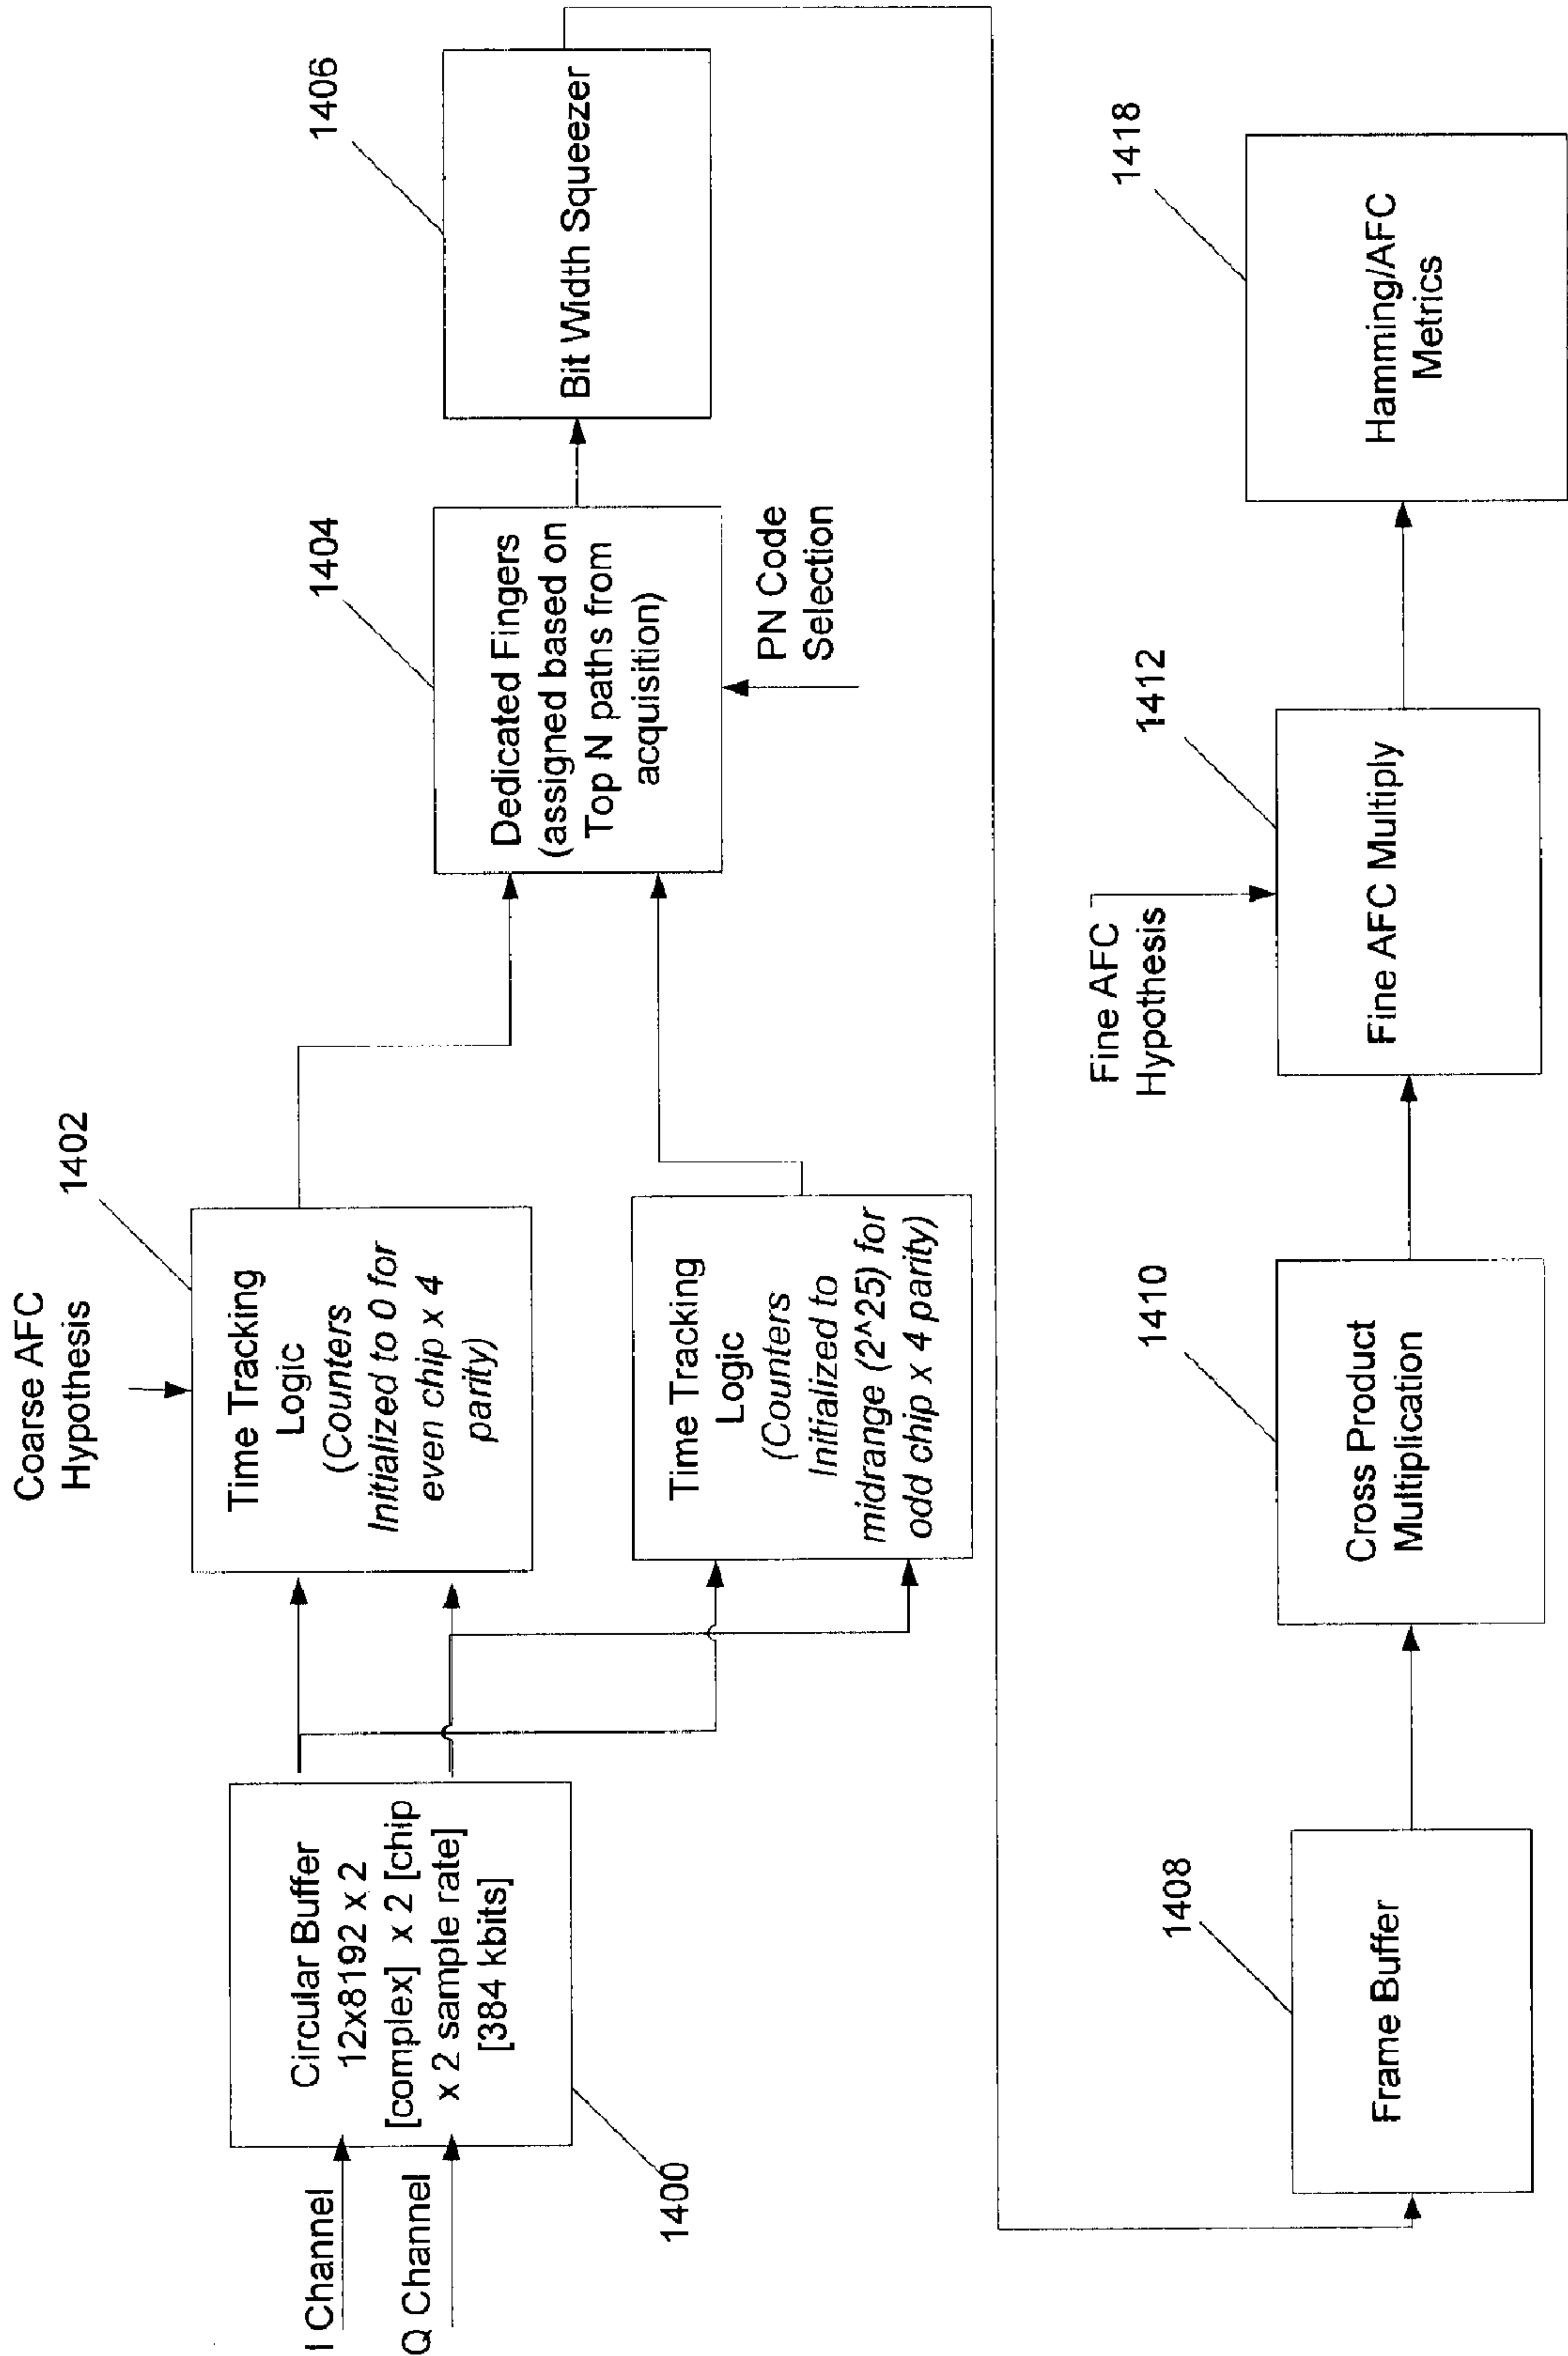 Coarse AFC
Hypothesis
1402
Time Tracking
Logic
(Counters
Initialized to 0 for
even chip x 4
parity)
I Channel
Q Channel
Circular Buffer
12x8192 x 2
[complex] x 2 [chip
x 2 sample rate]
[384 kbits]
1400
Time Tracking
Logic
(Counters
Initialized to
midrange (2^25) for
odd chip x 4 parity)
1404
Dedicated Fingers
(assigned based on
Top N paths from
acquisition)
PN Code
Selection
1406
Bit Width Squeezer
1408
Frame Buffer
1410
Cross Product
Multiplication
Fine AFC
Hypothesis
1412
Fine AFC Multiply
1418
Hamming/AFC
Metrics